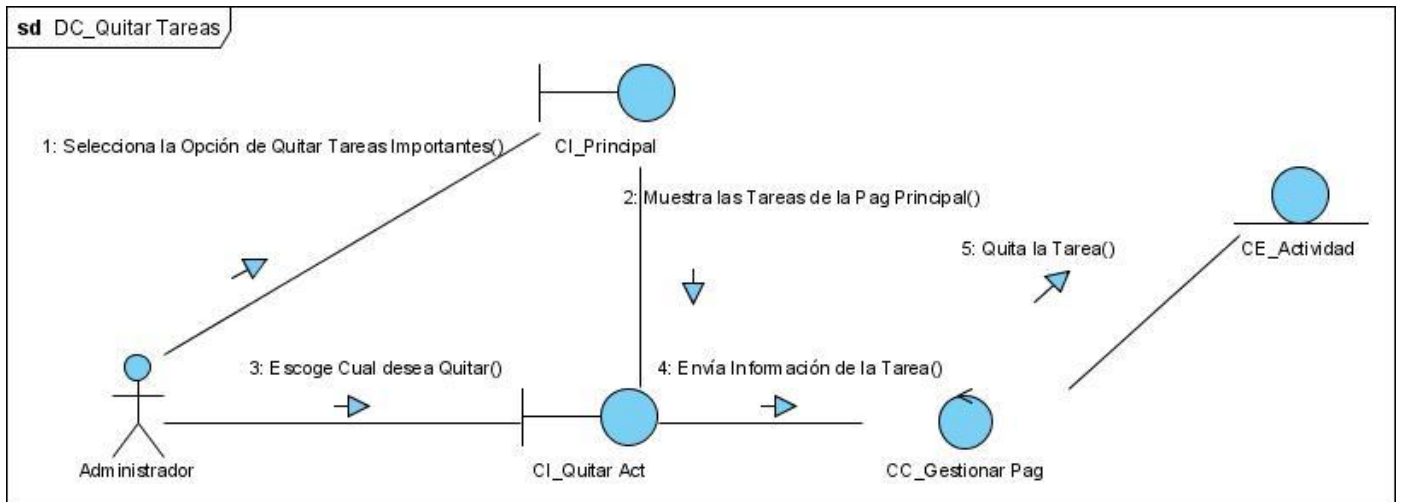 sd DC_Quitar Tareas
1: Selecciona la Opción de Quitar Tareas Importantes()
CI_Principal
2: Muestra las Tareas de la Pag Principal()
5: Quita la Tarea()
CE_Actividad
3: Escoge Cual desea Quitar()
4: Envía Información de la Tarea()
Administrador
CI_Quitar Act
CC_Gestionar Pag